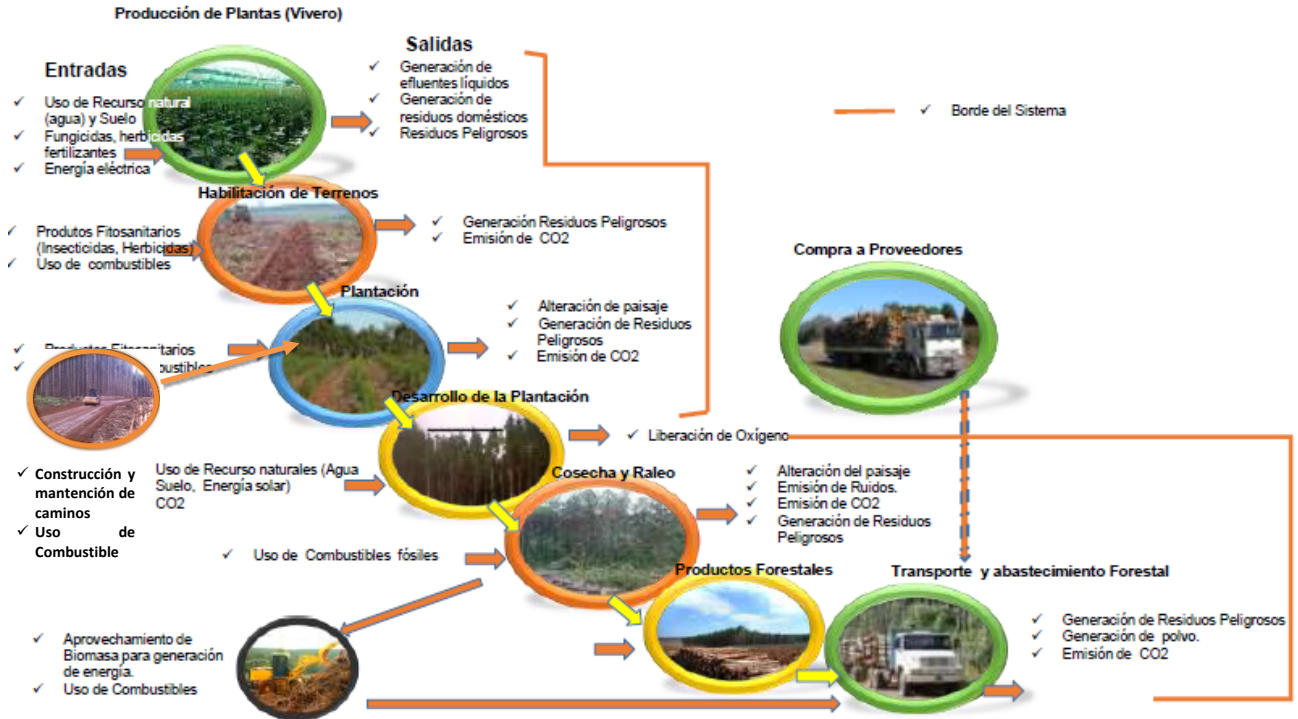 Producción de Plantas (Vivero)
Salidas
Entradas
✓ Generación de
efluentes líquidos
✓ Generación de
residuos domésticos
✓ Residuos Peligrosos
✓ Uso de Recurso natural
(agua) y Suelo
✓ Fungicidas, herbicidas
fertilizantes
✓ Energía eléctrica
✓ Borde del Sistema
Habilitación de Terrenos
✓ Produtos Fitosanitarios
(Insecticidas, Herbicidas)
✓ Uso de combustibles
✓ Generación Residuos Peligrosos
✓ Emisión de CO2
Compra a Proveedores
Plantación
✓ Alteración de paisaje
✓ Generación de Residuos
Peligrosos
✓ Emisión de CO2
✓ Productos Fitosanitarios
✓
Desarrollo de la Plantación
✓ Liberación de Oxígeno
✓ Construcción y
mantención de
caminos
✓ Uso de
Combustible
Uso de Recurso naturales (Agua
Suelo, Energía solar)
CO2
Cosecha y Raleo
✓ Alteración del paisaje
✓ Emisión de Ruidos.
✓ Emisión de CO2
✓ Generación de Residuos
Peligrosos
✓ Uso de Combustibles fósiles
Productos Forestales
Transporte y abastecimiento Forestal
✓ Generación de Residuos Peligrosos
✓ Generación de polvo.
✓ Emisión de CO2
✓ Aprovechamiento de
Biomasa para generación
de energía.
✓ Uso de Combustibles